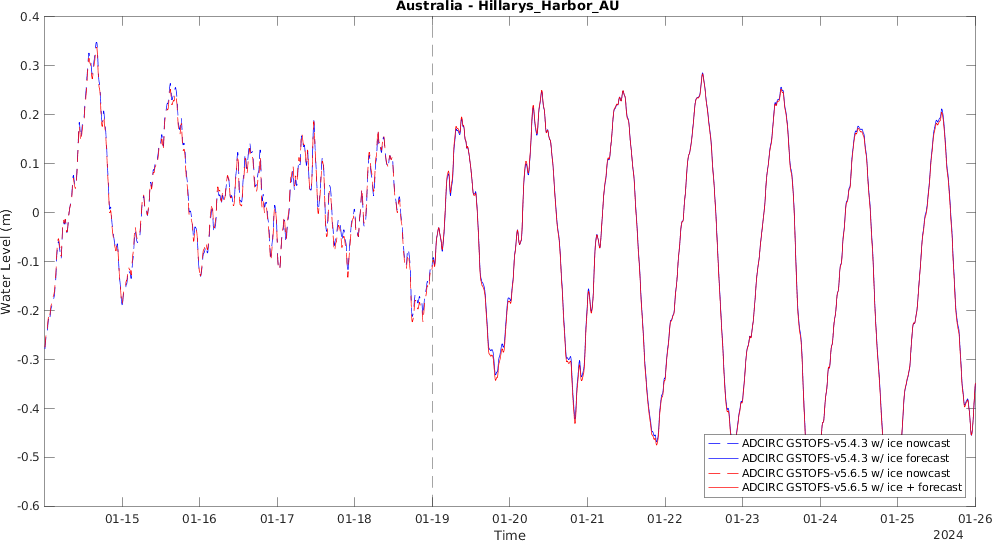 Australia - Hillarys_Harbor_AU
0.4
0.3
0.2
0.1
0
-0.1
-0.2
-0.3
-0.4
-0.5
-0.6
Water Level (m)
ADCIRC GSTOFS-v5.4.3 w/ ice nowcast
ADCIRC GSTOFS-v5.4.3 w/ ice forecast
ADCIRC GSTOFS-v5.6.5 w/ ice nowcast
ADCIRC GSTOFS-v5.6.5 w/ ice + forecast
01-15 01-16 01-17 01-18 01-19 01-20 01-21 01-22 01-23 01-24 01-25 01-26
Time
2024